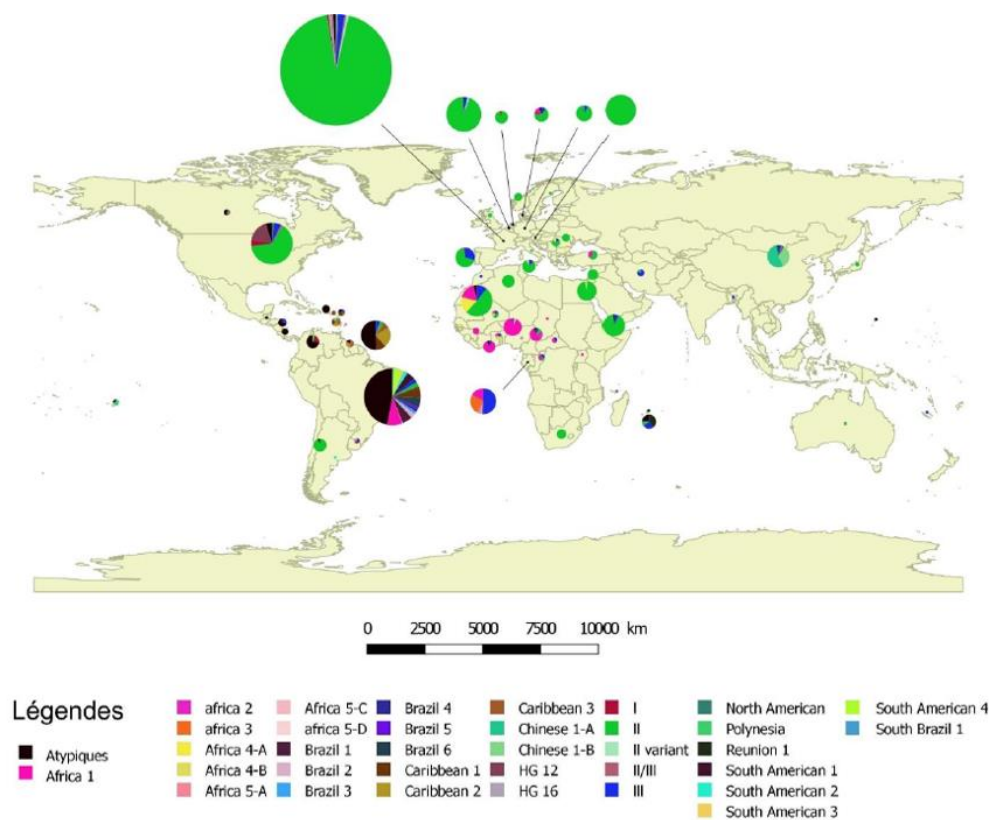 0 2500 5000 7500 10000 km
Légendes
Atypiques
Africa 1
africa 2
africa 3
Africa 4-A
Africa 4-B
Africa 5-A
Africa 5-C
africa 5-D
Brazil 1
Brazil 2
Brazil 3
Brazil 4
Brazil 5
Brazil 6
Caribbean 1
Caribbean 2
Caribbean 3
Chinese 1-A
Chinese 1-B
HG 12
HG 16
I
II
II variant
II/III
III
North American
Polynesia
Reunion 1
South American 1
South American 2
South American 3
South American 4
South Brazil 1